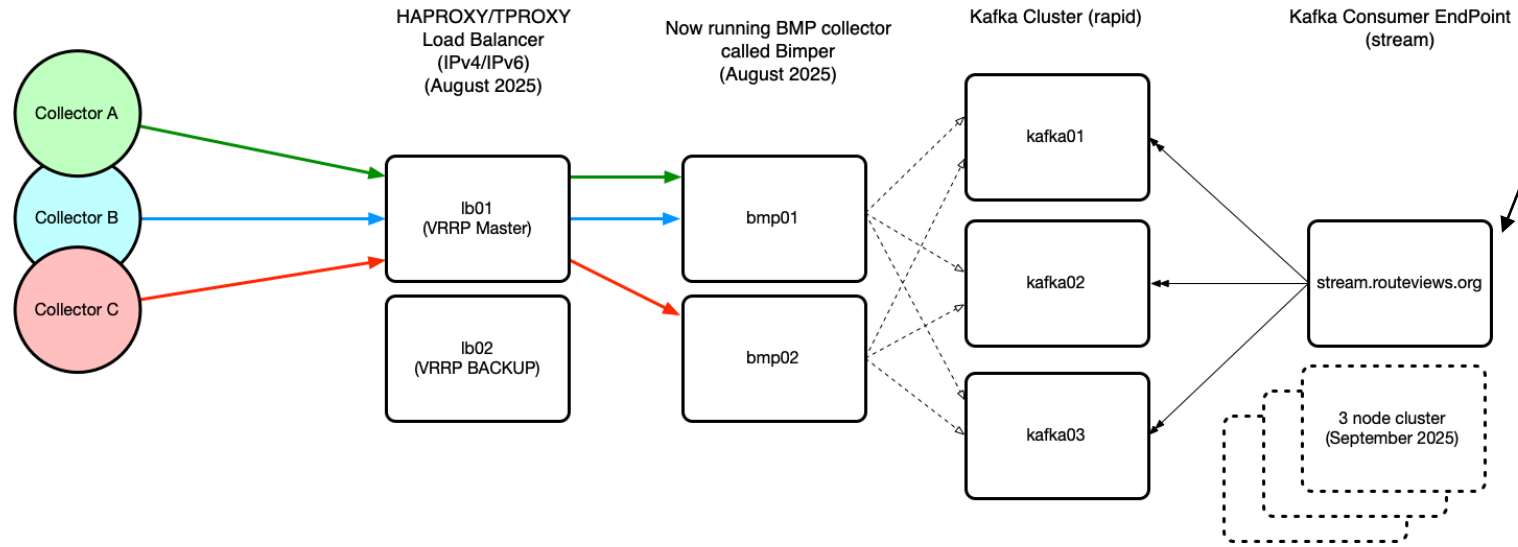 HAPROXY/TPROXY
Load Balancer
(IPv4/IPv6)
(August 2025)
Now running BMP collector
called Bimper
(August 2025)
Kafka Cluster (rapid)
Kafka Consumer EndPoint
(stream)
Collector A
Collector B
Collector C
lb01
(VRRP Master)
lb02
(VRRP BACKUP)
bmp01
bmp02
kafka01
kafka02
kafka03
stream.routeviews.org
3 node cluster
(September 2025)